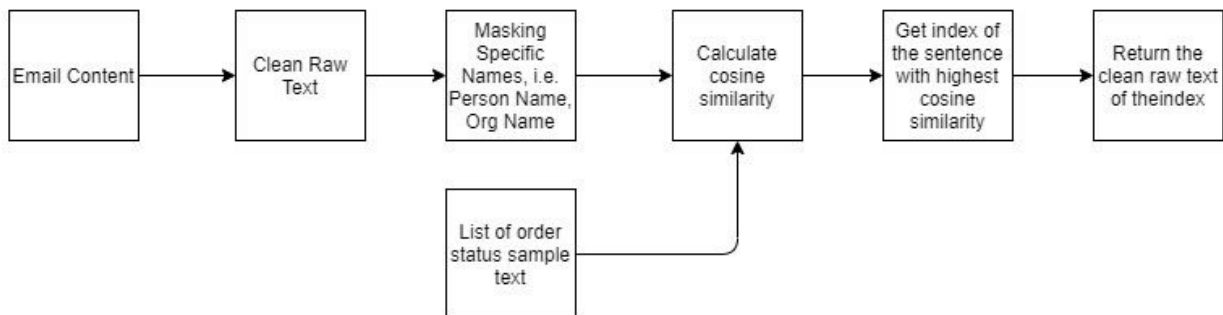 Email Content
Clean Raw
Text
Masking
Specific
Names, i.e.
Person Name,
Org Name
Calculate
cosine
similarity
Get index of
the sentence
with highest
cosine
similarity
Return the
clean raw text
of theindex
List of order
status sample
text